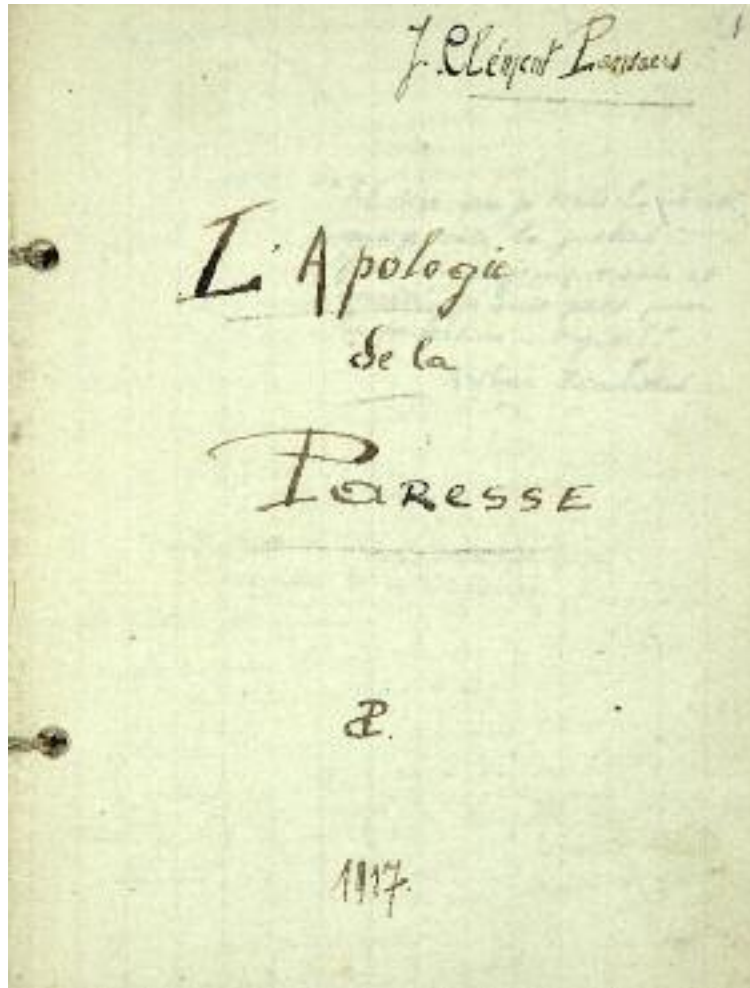 J. Clément Pansaers
L'Apologie
de la
PaRESSE
CP.
1917.